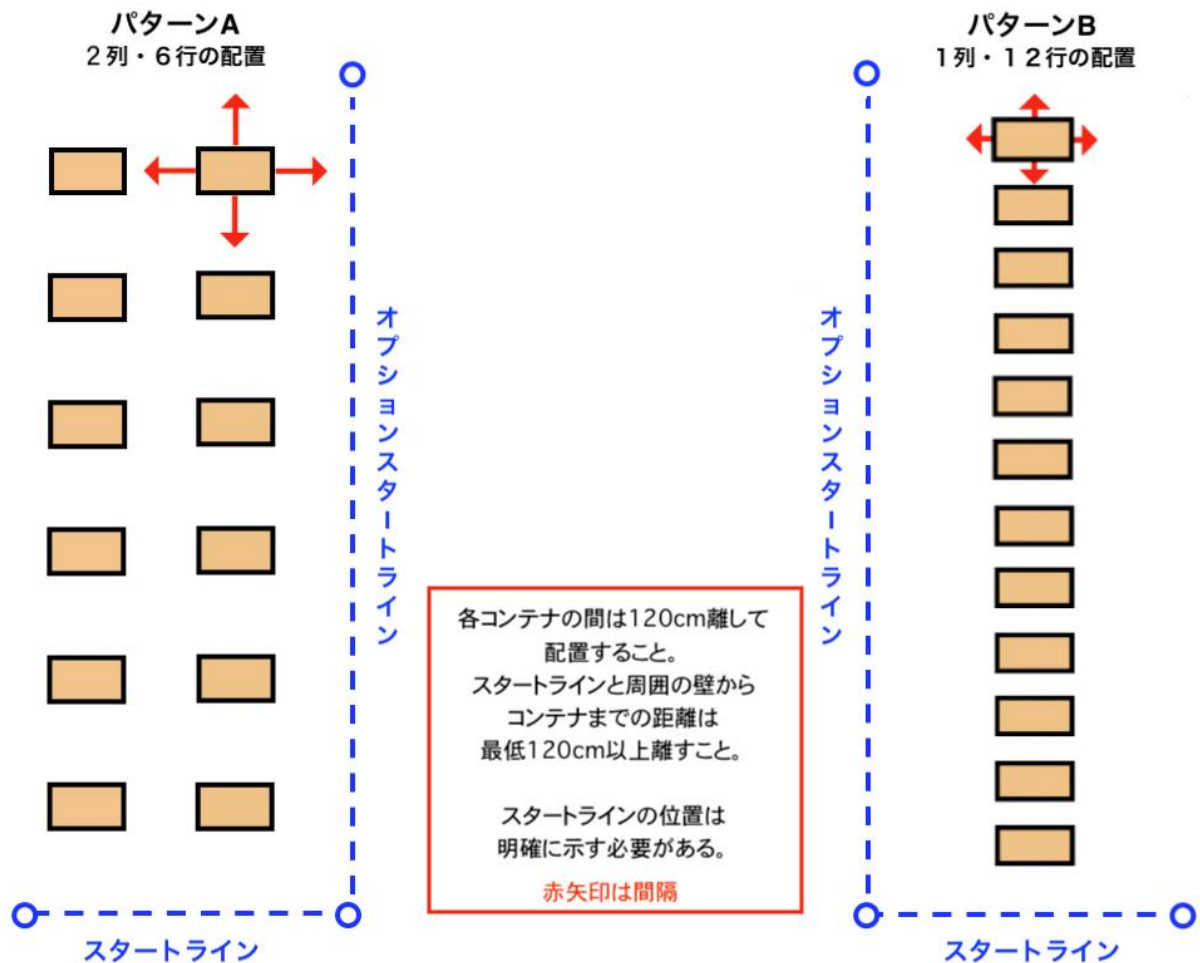 パターンA
2列・6行の配置
パターンB
1列・12行の配置
オプションスタートライン
オプションスタートライン
各コンテナの間は120cm離して
配置すること。
スタートラインと周囲の壁から
コンテナまでの距離は
最低120cm以上離すこと。
スタートラインの位置は
明確に示す必要がある。
赤矢印は間隔
スタートライン
スタートライン